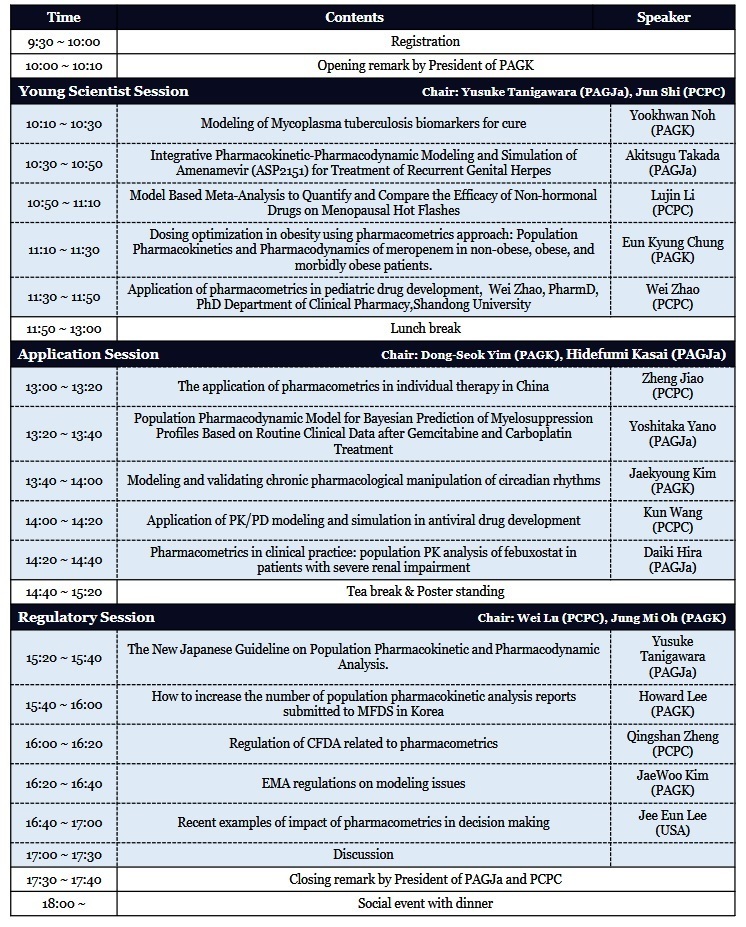 Time Contents Speaker
9:30 ~ 10:00 Registration
10:00 ~ 10:10 Opening remark by President of PAGK
Young Scientist Session Chair: Yusuke Tanigawara (PAGJa), Jun Shi (PCPC)
10:10 ~ 10:30 Modeling of Mycoplasma tuberculosis biomarkers for cure Yookhwan Noh
(PAGK)
10:30 ~ 10:50 Integrative Pharmacokinetic-Pharmacodynamic Modeling and Simulation of
Amenamevir (ASP2151) for Treatment of Recurrent Genital Herpes
Akitsugu Takada
(PAGJa)
10:50 ~ 11:10 Model Based Meta-Analysis to Quantify and Compare the Efficacy of Non-hormonal
Drugs on Menopausal Hot Flashes
Lujin Li
(PCPC)
11:10 ~ 11:30 Dosing optimization in obesity using pharmacometrics approach: Population
Pharmacokinetics and Pharmacodynamics of meropenem in non-obese, obese, and
morbidly obese patients.
Eun Kyung Chung
(PAGK)
11:30 ~ 11:50 Application of pharmacometrics in pediatric drug development, Wei Zhao, PharmD,
PhD Department of Clinical Pharmacy,Shandong University
Wei Zhao
(PCPC)
11:50 ~ 13:00 Lunch break
Application Session Chair: Dong-Seok Yim (PAGK), Hidefumi Kasai (PAGJa)
13:00 ~ 13:20 The application of pharmacometrics in individual therapy in China Zheng Jiao
(PCPC)
13:20 ~ 13:40 Population Pharmacodynamic Model for Bayesian Prediction of Myelosuppression
Profiles Based on Routine Clinical Data after Gemcitabine and Carboplatin
Treatment
Yoshitaka Yano
(PAGJa)
13:40 ~ 14:00 Modeling and validating chronic pharmacological manipulation of circadian rhythms Jaekyoung Kim
(PAGK)
14:00 ~ 14:20 Application of PK/PD modeling and simulation in antiviral drug development Kun Wang
(PCPC)
14:20 ~ 14:40 Pharmacometrics in clinical practice: population PK analysis of febuxostat in
patients with severe renal impairment
Daiki Hira
(PAGJa)
14:40 ~ 15:20 Tea break & Poster standing
Regulatory Session Chair: Wei Lu (PCPC), Jung Mi Oh (PAGK)
15:20 ~ 15:40 The New Japanese Guideline on Population Pharmacokinetic and Pharmacodynamic
Analysis.
Yusuke
Tanigawara
(PAGJa)
15:40 ~ 16:00 How to increase the number of population pharmacokinetic analysis reports
submitted to MFDS in Korea
Howard Lee
(PAGK)
16:00 ~ 16:20 Regulation of CFDA related to pharmacometrics Qingshan Zheng
(PCPC)
16:20 ~ 16:40 EMA regulations on modeling issues JaeWoo Kim
(PAGK)
16:40 ~ 17:00 Recent examples of impact of pharmacometrics in decision making Jee Eun Lee
(USA)
17:00 ~ 17:30 Discussion
17:30 ~ 17:40 Closing remark by President of PAGJa and PCPC
18:00 ~ Social event with dinner